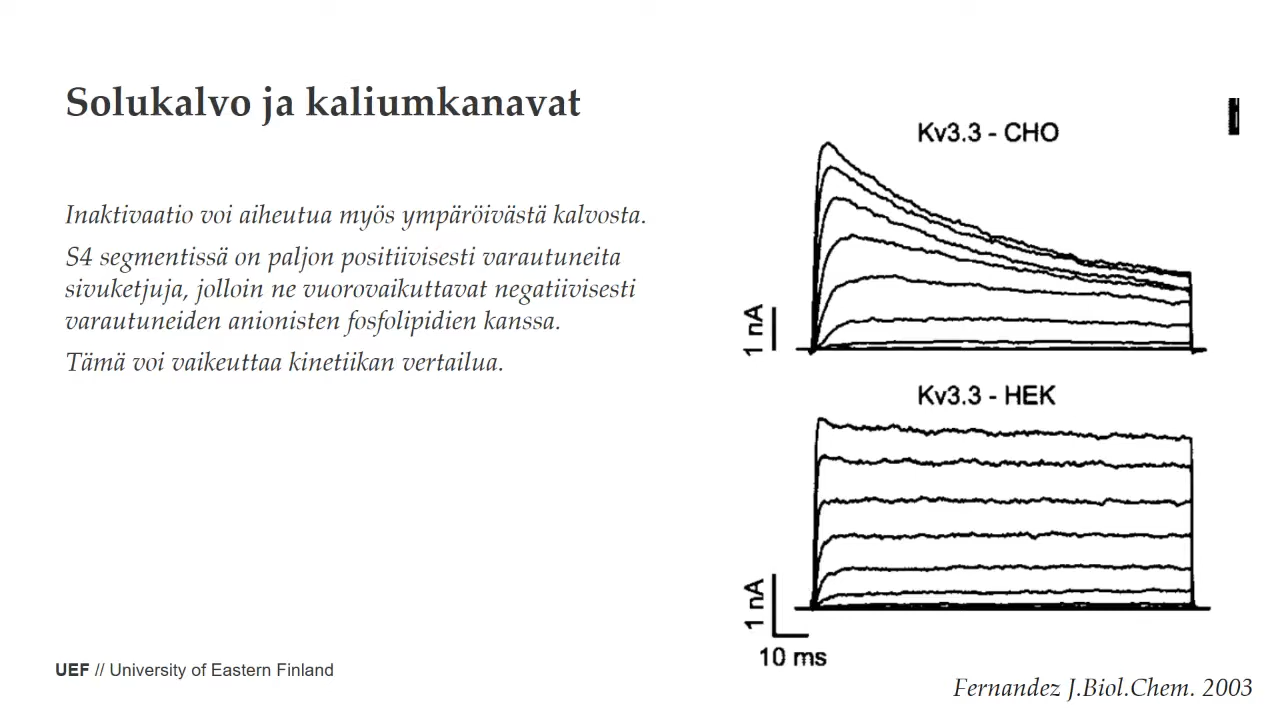 Solukalvo ja kaliumkanavat
Inaktivaatio voi aiheutua myös ympäröivästä kalvosta.
S4 segmentissä on paljon positiivisesti varautuneita
sivuketjuja, jolloin ne vuorovaikuttavat negatiivisesti
varautuneiden anionisten fosfolipidien kanssa.
Tämä voi vaikeuttaa kinetiikan vertailua.
Kv3.3 - CHO
1 nA
Kv3.3 - HEK
1 nA
10 ms
UEF // University of Eastern Finland
Fernandez J.Biol.Chem. 2003